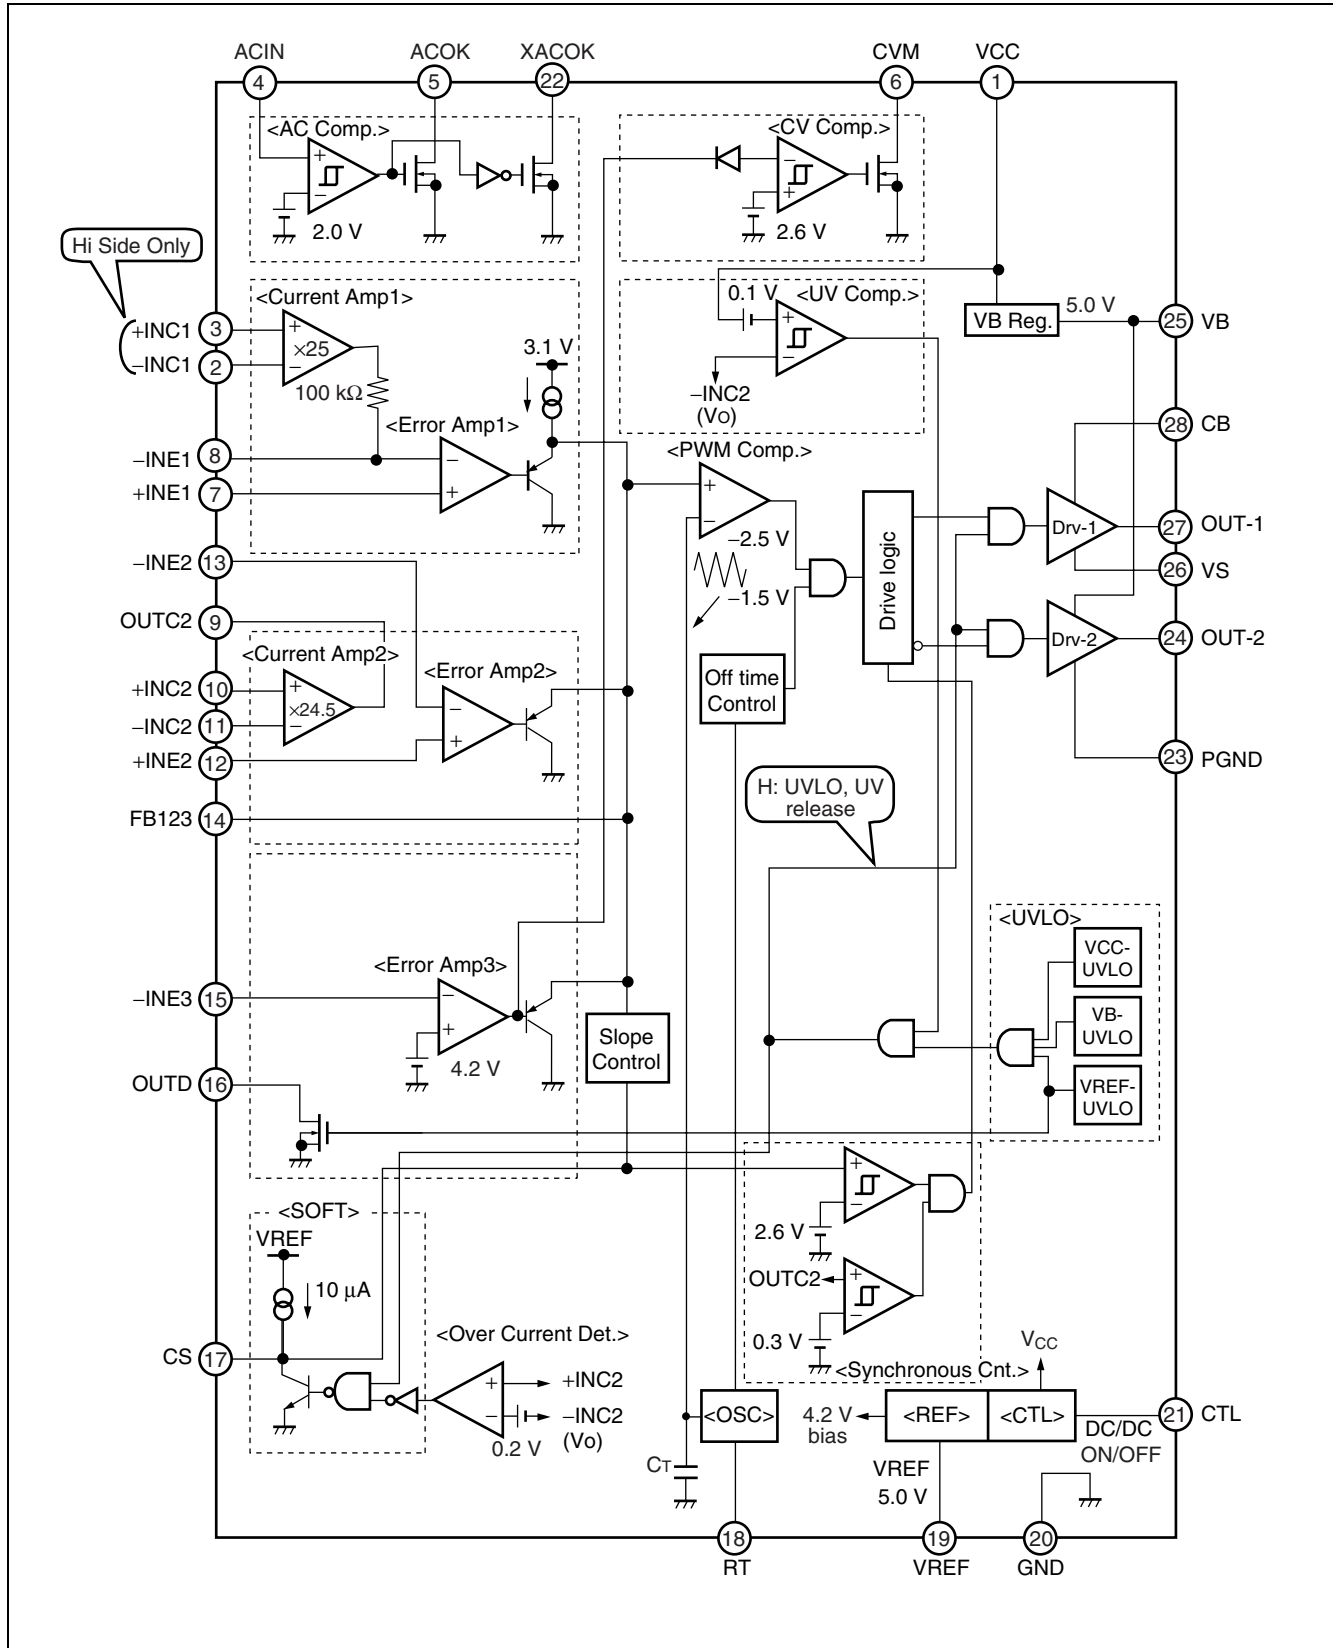 ACIN
ACOK
XACOK
CVM
VCC
4
5
22
6
1
<AC Comp.>
+
−
2.0 V
<CV Comp.>
−
+
2.6 V
Hi Side Only
<Current Amp1>
+INC1
3
+
×25
−INC1
2
−
100 kΩ
3.1 V
0.1 V
<UV Comp.>
+
−
−INC2
(VO)
VB Reg.
5.0 V
25
VB
<Error Amp1>
−INE1
8
−
+INE1
7
+
<PWM Comp.>
+
−
−2.5 V
−1.5 V
Drive logic
28
CB
Drv-1
27
OUT-1
26
VS
−INE2
13
OUTC2
9
<Current Amp2>
+INC2
10
+
×24.5
−INC2
11
−
<Error Amp2>
−
+
+INE2
12
Off time
Control
Drv-2
24
OUT-2
23
PGND
FB123
14
H: UVLO, UV
release
<UVLO>
VCC-
UVLO
VB-
UVLO
VREF-
UVLO
<Error Amp3>
−INE3
15
−
+
4.2 V
Slope
Control
OUTD
16
+
−
2.6 V
OUTC2
+
−
0.3 V
<Synchronous Cnt.>
<SOFT>
VREF
10 µA
CS
17
<Over Current Det.>
+
+INC2
−
−INC2
(Vo)
0.2 V
<OSC>
CT
4.2 V
bias
<REF>
<CTL>
VCC
21
CTL
DC/DC
ON/OFF
VREF
5.0 V
18
19
20
RT
VREF
GND